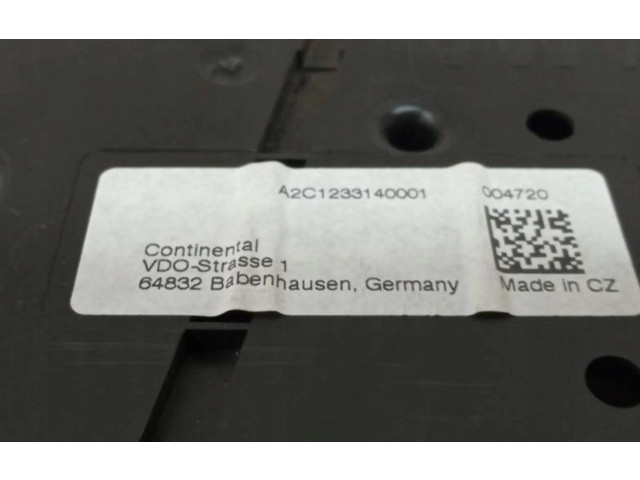 A2C1233140001 004720
Continental
VDO-Strasse 1
64832 Babenhausen, Germany
Made in CZ